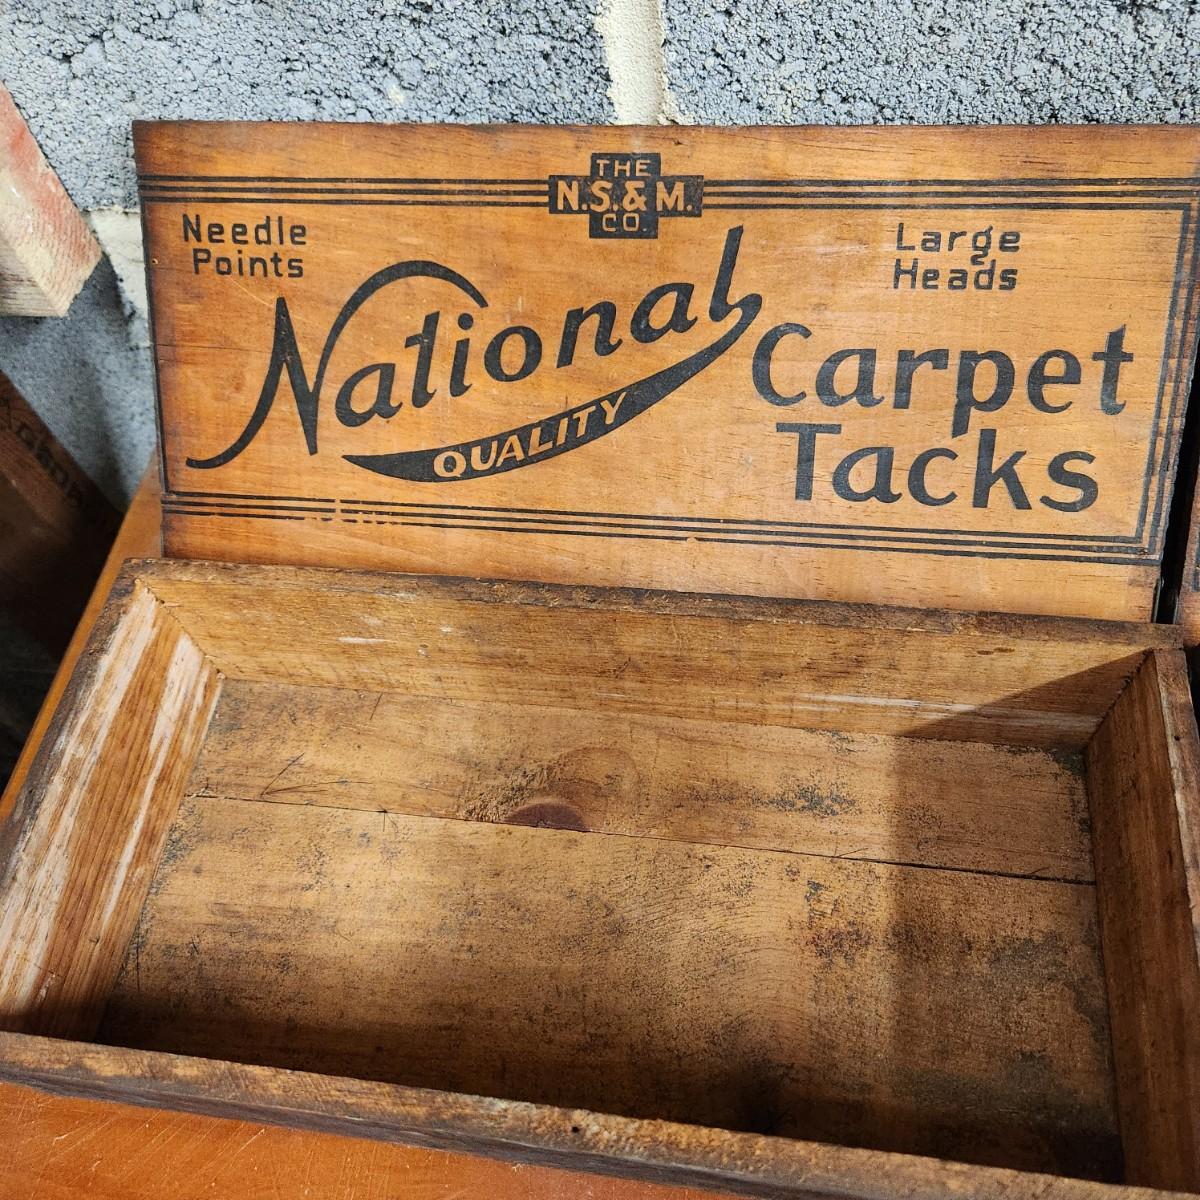 THE
N.S.& M.
CO.
Needle
Points
Large
Heads
National
QUALITY
Carpet
Tacks